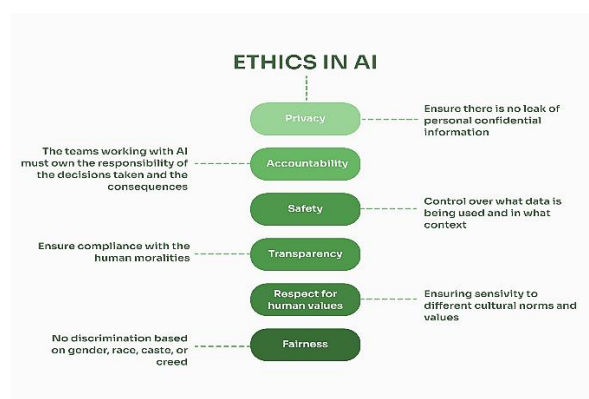 ETHICS IN AI
Privacy
Ensure there is no leak of
personal confidential
information
The teams working with AI
must own the responsibility of
the decisions taken and the
consequences
Accountability
Safety
Control over what data is
being used and in what
context
Ensure compliance with the
human moralities
Transparency
Respect for
human values
Ensuring sensivity to
different cultural norms and
values
No discrimination based
on gender, race, caste, or
creed
Fairness